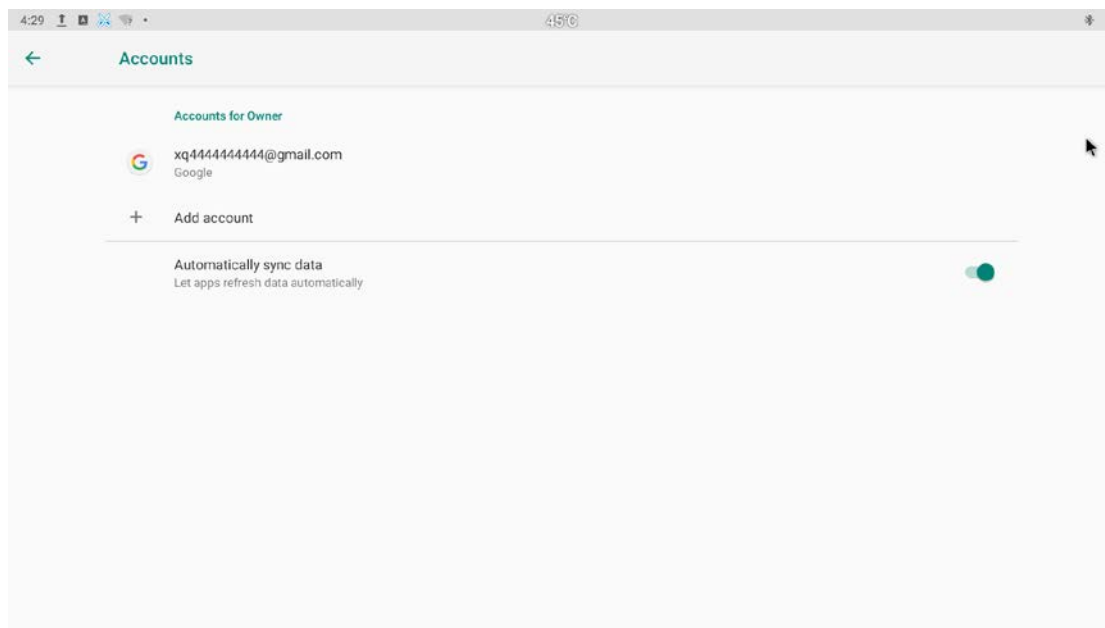 4:29
45°C
Accounts
Accounts for Owner
xq4444444444@gmail.com
Google
Add account
Automatically sync data
Let apps refresh data automatically